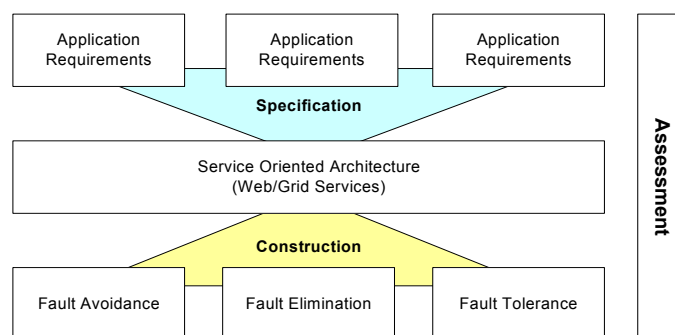 Application
Requirements
Application
Requirements
Application
Requirements
Specification
Service Oriented Architecture
(Web/Grid Services)
Construction
Fault Avoidance
Fault Elimination
Fault Tolerance
Assessment